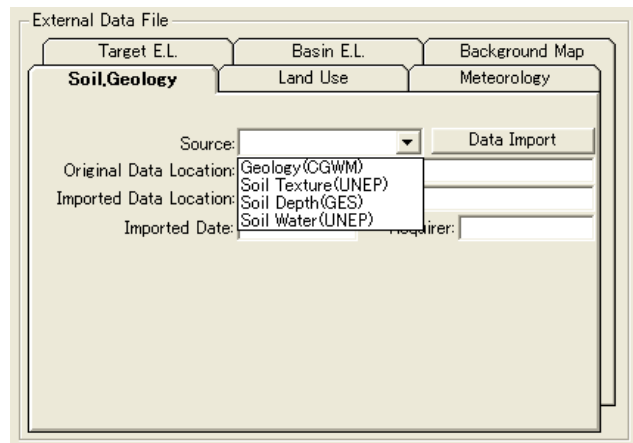 External Data File
Target E.L. Basin E.L. Background Map
Soil,Geology Land Use Meteorology
Source: Data Import
Original Data Location: Geology(CGWM)
Soil Texture(UNEP)
Imported Data Location: Soil Depth(GES)
Soil Water(UNEP)
Imported Date: